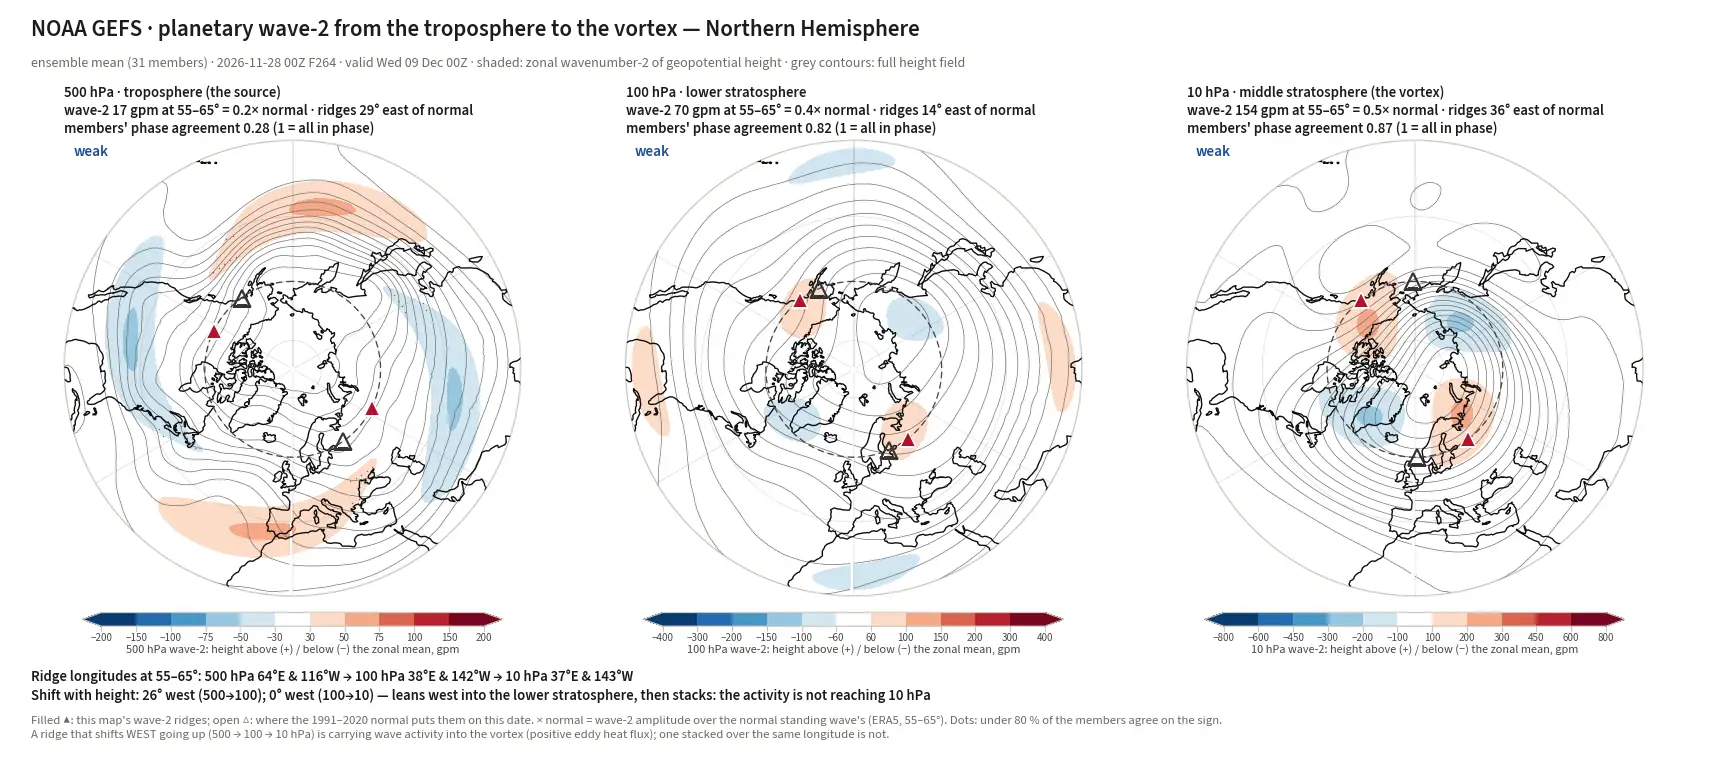 NOAA GEFS · planetary wave-2 from the troposphere to the vortex — Northern Hemisphere
ensemble mean (31 members) · 2026-11-28 00Z F264 · valid Wed 09 Dec 00Z · shaded: zonal wavenumber-2 of geopotential height · grey contours: full height field
500 hPa · troposphere (the source)
wave-2 17 gpm at 55–65° = 0.2× normal · ridges 29° east of normal
members' phase agreement 0.28 (1 = all in phase)
weak
100 hPa · lower stratosphere
wave-2 70 gpm at 55–65° = 0.4× normal · ridges 14° east of normal
members' phase agreement 0.82 (1 = all in phase)
weak
10 hPa · middle stratosphere (the vortex)
wave-2 154 gpm at 55–65° = 0.5× normal · ridges 36° east of normal
members' phase agreement 0.87 (1 = all in phase)
weak
−200 −150 −100 −75 −50 −30 30 50 75 100 150 200
500 hPa wave-2: height above (+) / below (−) the zonal mean, gpm
−400 −300 −200 −150 −100 −60 60 100 150 200 300 400
100 hPa wave-2: height above (+) / below (−) the zonal mean, gpm
−800 −600 −450 −300 −200 −100 100 200 300 450 600 800
10 hPa wave-2: height above (+) / below (−) the zonal mean, gpm
Ridge longitudes at 55–65°: 500 hPa 64°E & 116°W → 100 hPa 38°E & 142°W → 10 hPa 37°E & 143°W
Shift with height: 26° west (500→100); 0° west (100→10) — leans west into the lower stratosphere, then stacks: the activity is not reaching 10 hPa
Filled ▲: this map's wave-2 ridges; open △: where the 1991–2020 normal puts them on this date. × normal = wave-2 amplitude over the normal standing wave's (ERA5, 55–65°). Dots: under 80 % of the members agree on the sign.
A ridge that shifts WEST going up (500 → 100 → 10 hPa) is carrying wave activity into the vortex (positive eddy heat flux); one stacked over the same longitude is not.